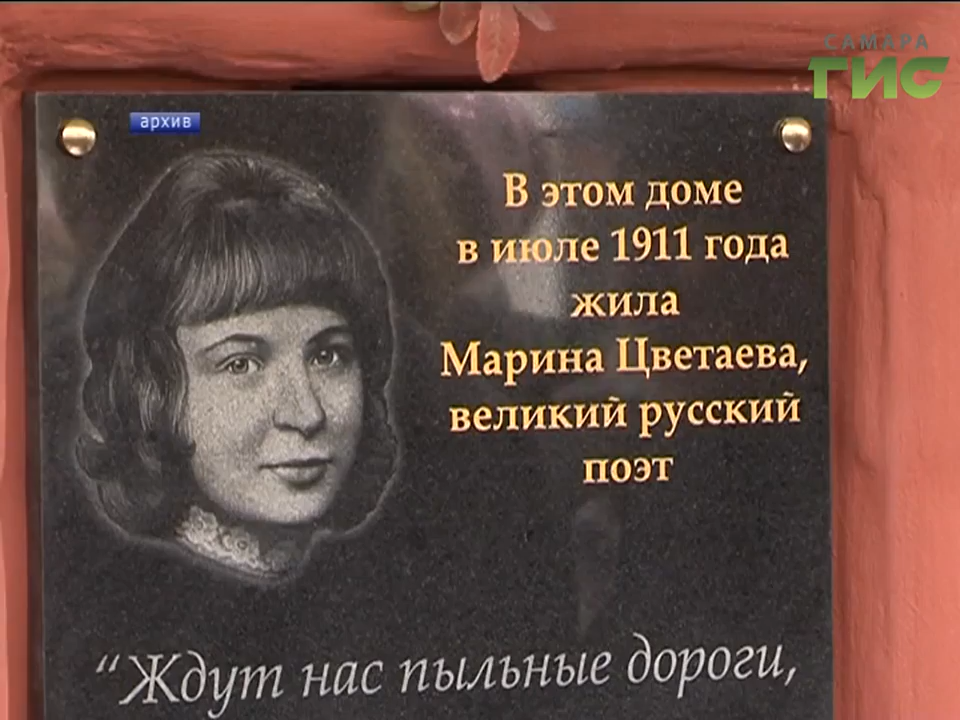 САМАРА
ГИС
архив
В этом доме
в июле 1911 года
жила
Марина Цветаева,
великий русский
поэт
“Ждут нас пыльные дороги,